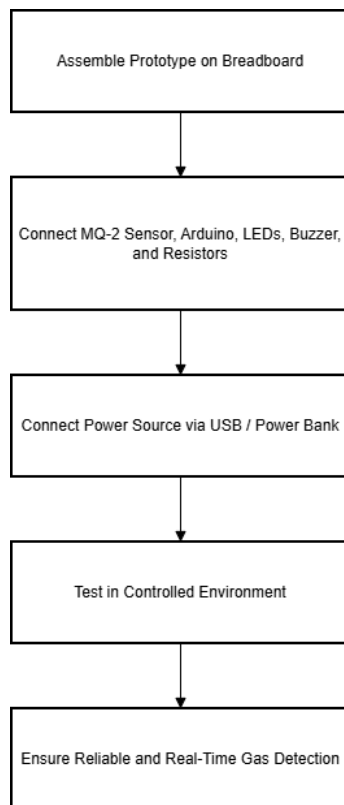 Assemble Prototype on Breadboard
Connect MQ-2 Sensor, Arduino, LEDs, Buzzer,
and Resistors
Connect Power Source via USB / Power Bank
Test in Controlled Environment
Ensure Reliable and Real-Time Gas Detection